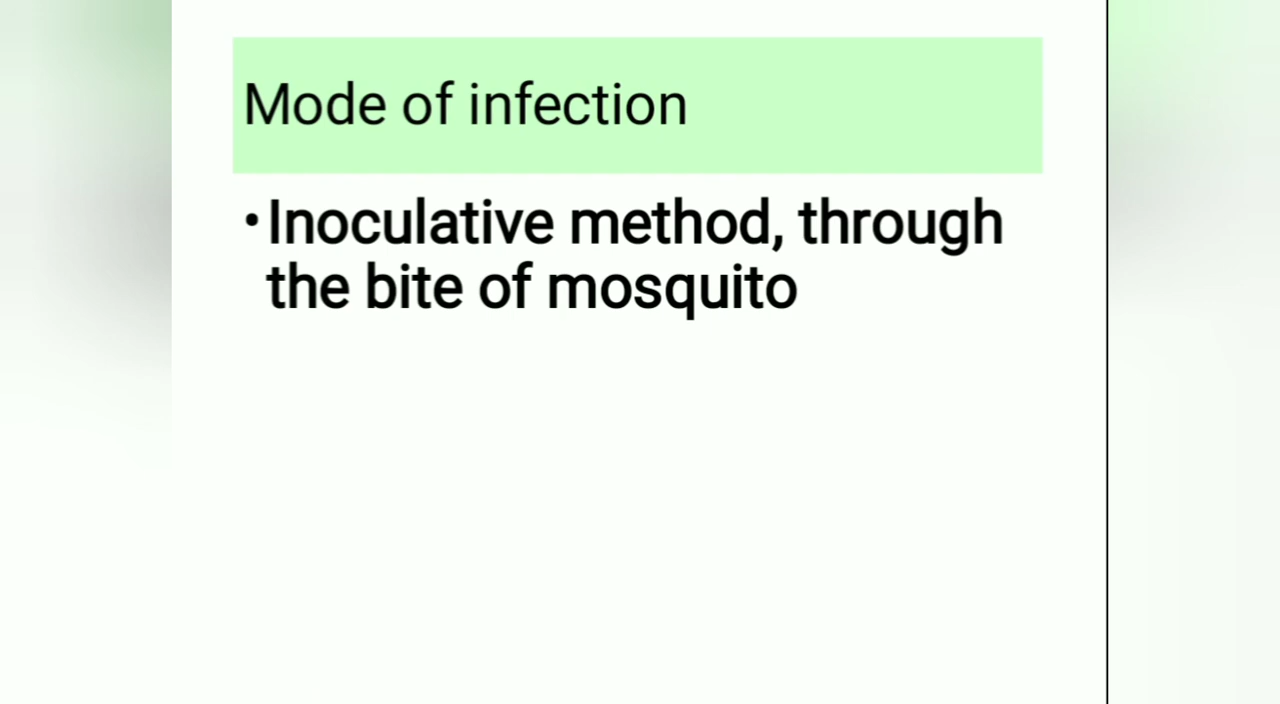 Mode of infection
•Inoculative method, through
the bite of mosquito